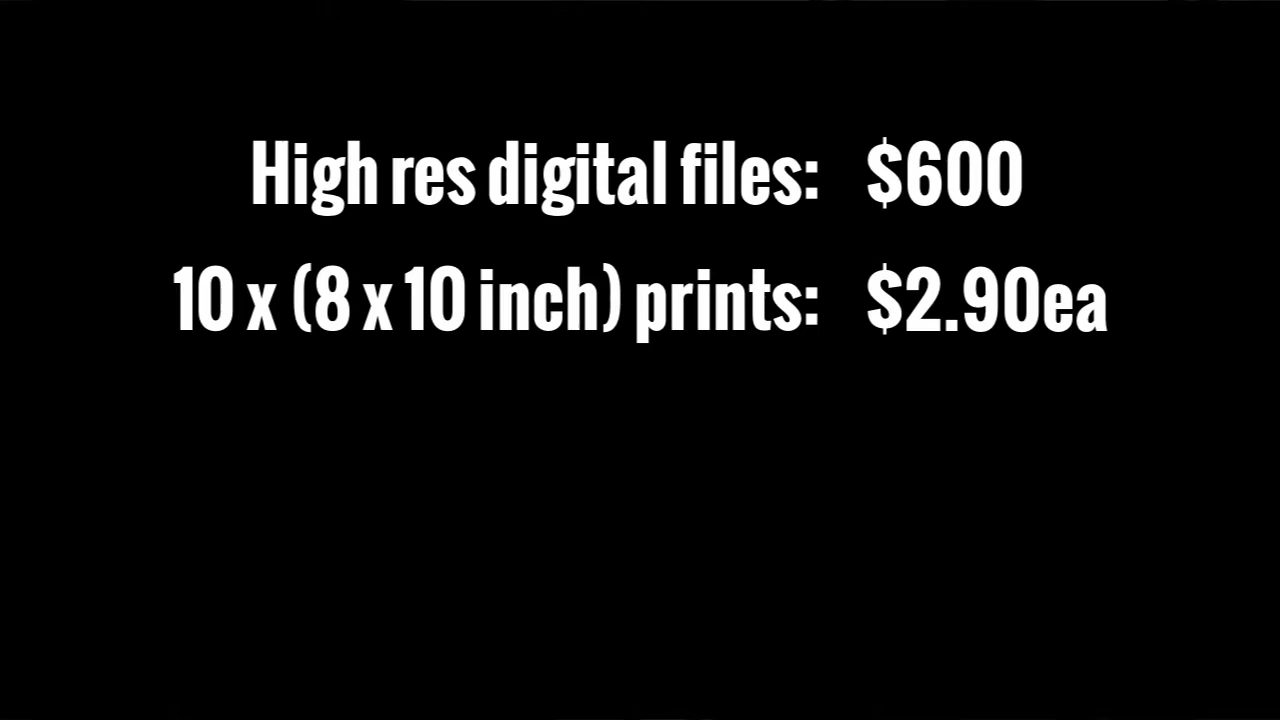 High res digital files: $600
10 x (8 x 10 inch) prints: $2.90ea